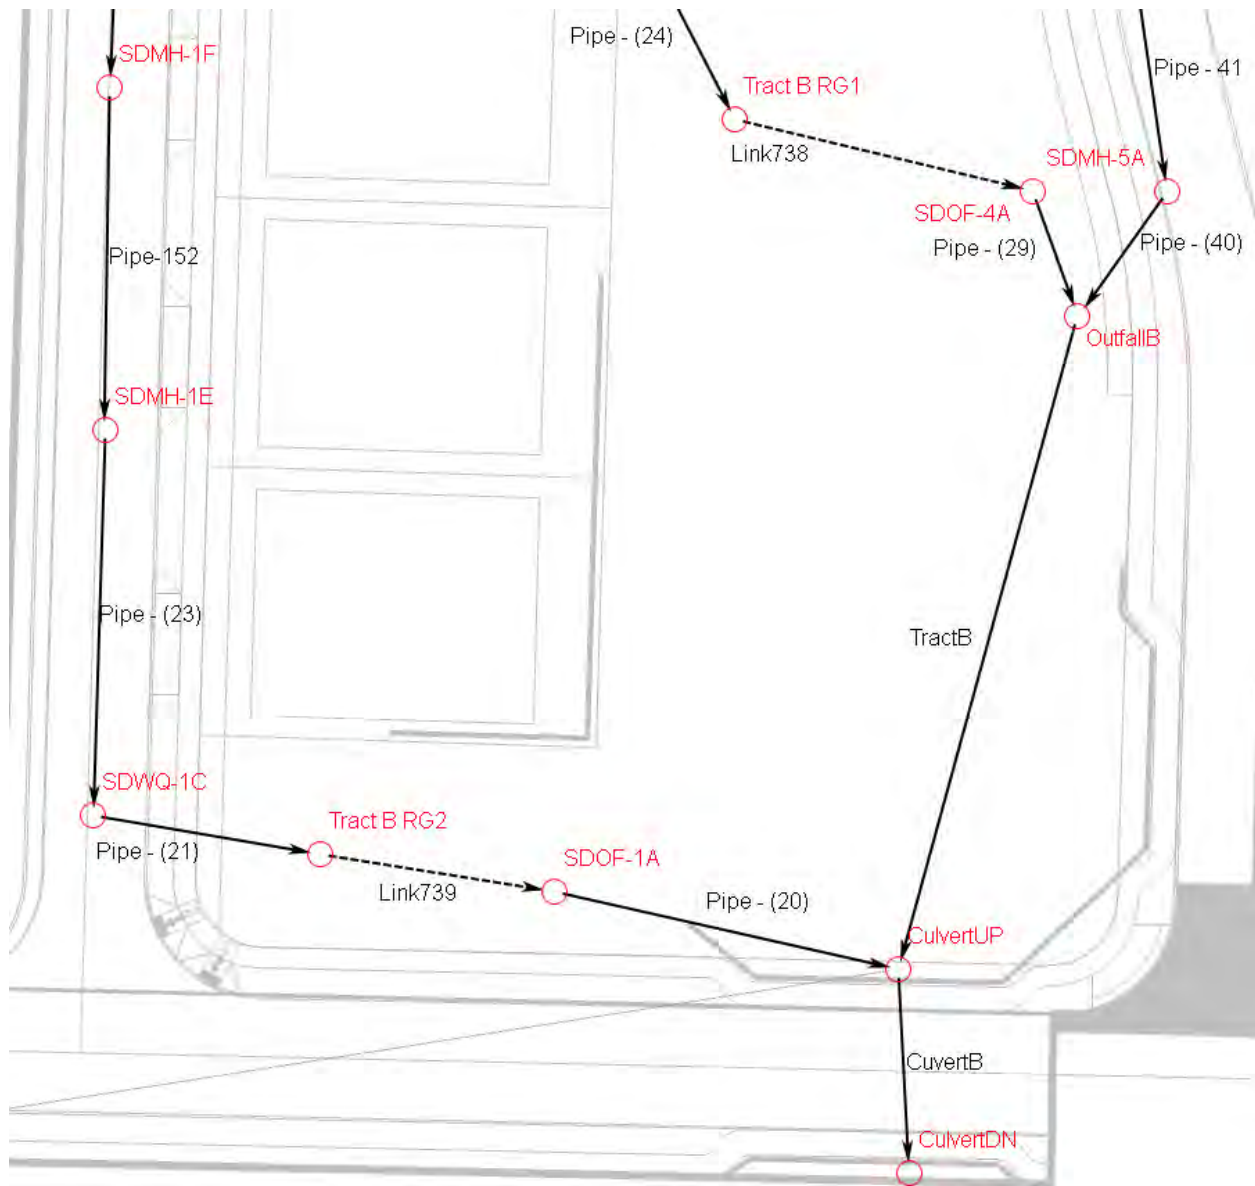 Pipe - (24)
SDMH-1F
Pipe - 41
Tract B RG1
Link738
SDMH-5A
SDOF-4A
Pipe - (29)
Pipe - (40)
Pipe-152
OutfallB
SDMH-1E
Pipe - (23)
TractB
SDWQ-1C
Tract B RG2
Pipe - (21)
SDOF-1A
Link739
Pipe - (20)
CulvertUP
CuvertB
CulvertDN